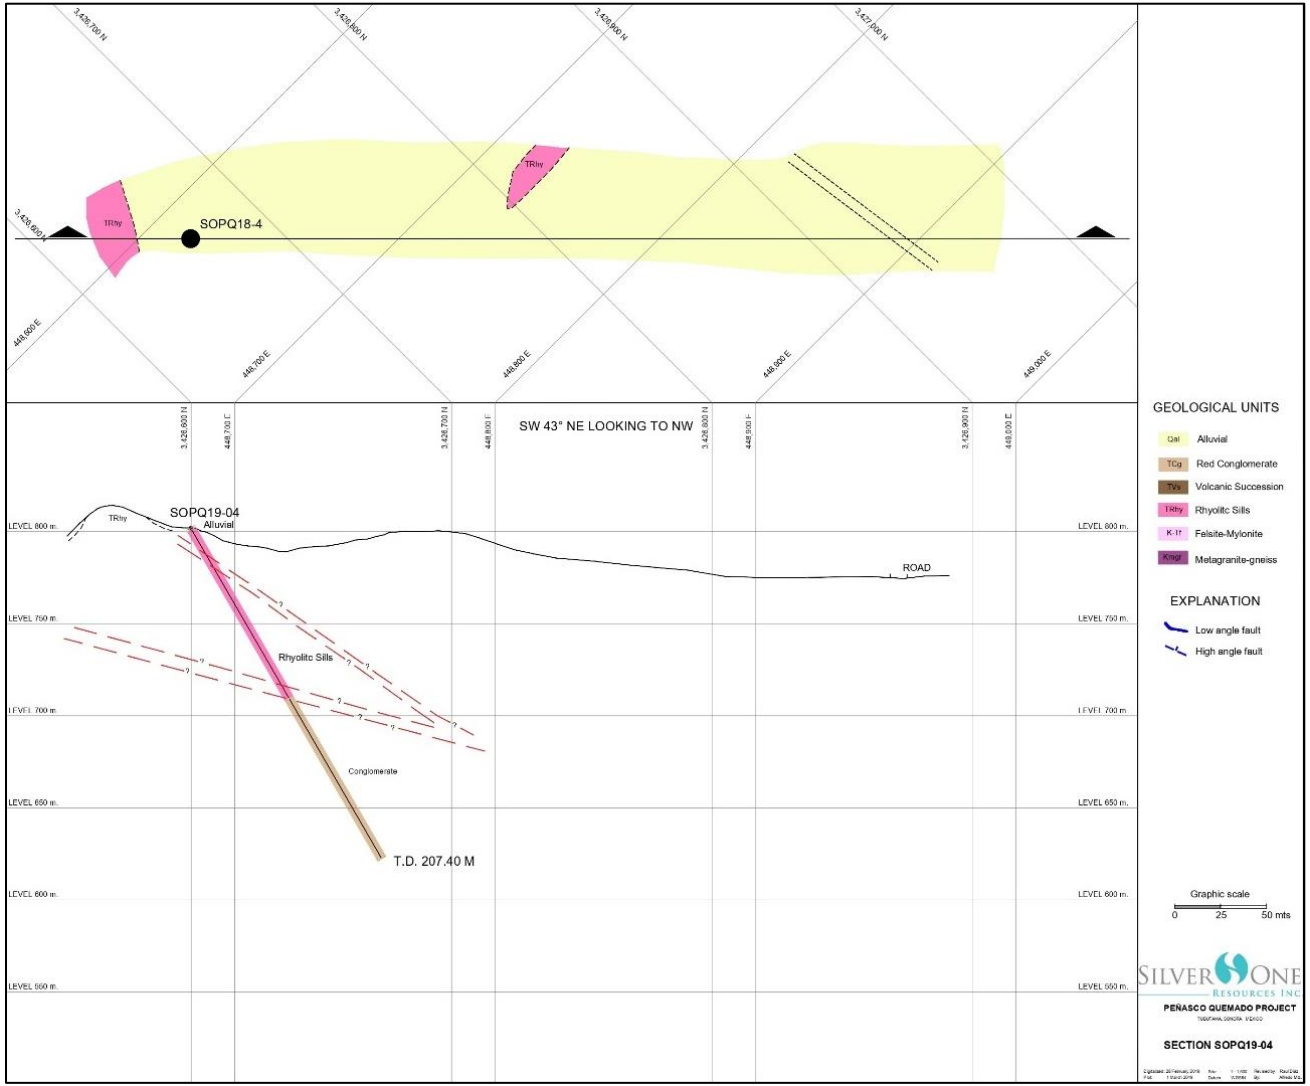 3,426,700 N
3,426,800 N
3,426,900 N
3,427,000 N
3,426,600 N
TRhy
TRhy
SOPQ18-4
448,600 E
448,700 E
448,800 E
448,900 E
449,000 E
3,426,600 N
448,700 E
3,426,700 N
448,800 E
3,426,800 N
448,900 E
3,426,900 N
449,000 E
SW 43° NE LOOKING TO NW
SOPQ19-04
TRhy
Alluvial
LEVEL 800 m.
LEVEL 800 m.
ROAD
?
LEVEL 750 m.
LEVEL 750 m.
Rhyolitc Sills
?
?
?
?
?
?
?
?
LEVEL 700 m.
LEVEL 700 m.
Conglomerate
LEVEL 650 m.
LEVEL 650 m.
T.D. 207.40 M
LEVEL 600 m.
LEVEL 600 m.
LEVEL 550 m.
LEVEL 550 m.
GEOLOGICAL UNITS
Qal Alluvial
TCg Red Conglomerate
TVs Volcanic Succession
TRhy Rhyolitc Sills
Felsite-Mylonite
Kmgf Metagranite-gneiss
EXPLANATION
Low angle fault
High angle fault
Graphic scale
0 25 50 mts
SILVER ONE
RESOURCES INC
PEÑASCO QUEMADO PROJECT
TUBUTAMA, SONORA MEXICO
SECTION SOPQ19-04